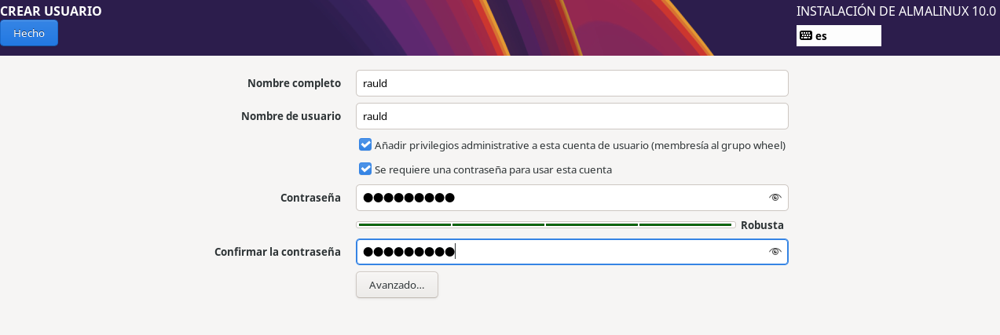 CREAR USUARIO
INSTALACIÓN DE ALMALINUX 10.0
Hecho
es
Nombre completo
rauld
Nombre de usuario
rauld
Añadir privilegios administrative a esta cuenta de usuario (membresía al grupo wheel)
Se requiere una contraseña para usar esta cuenta
Contraseña
●●●●●●●●●
Robusta
Confirmar la contraseña
●●●●●●●●●
Avanzado...